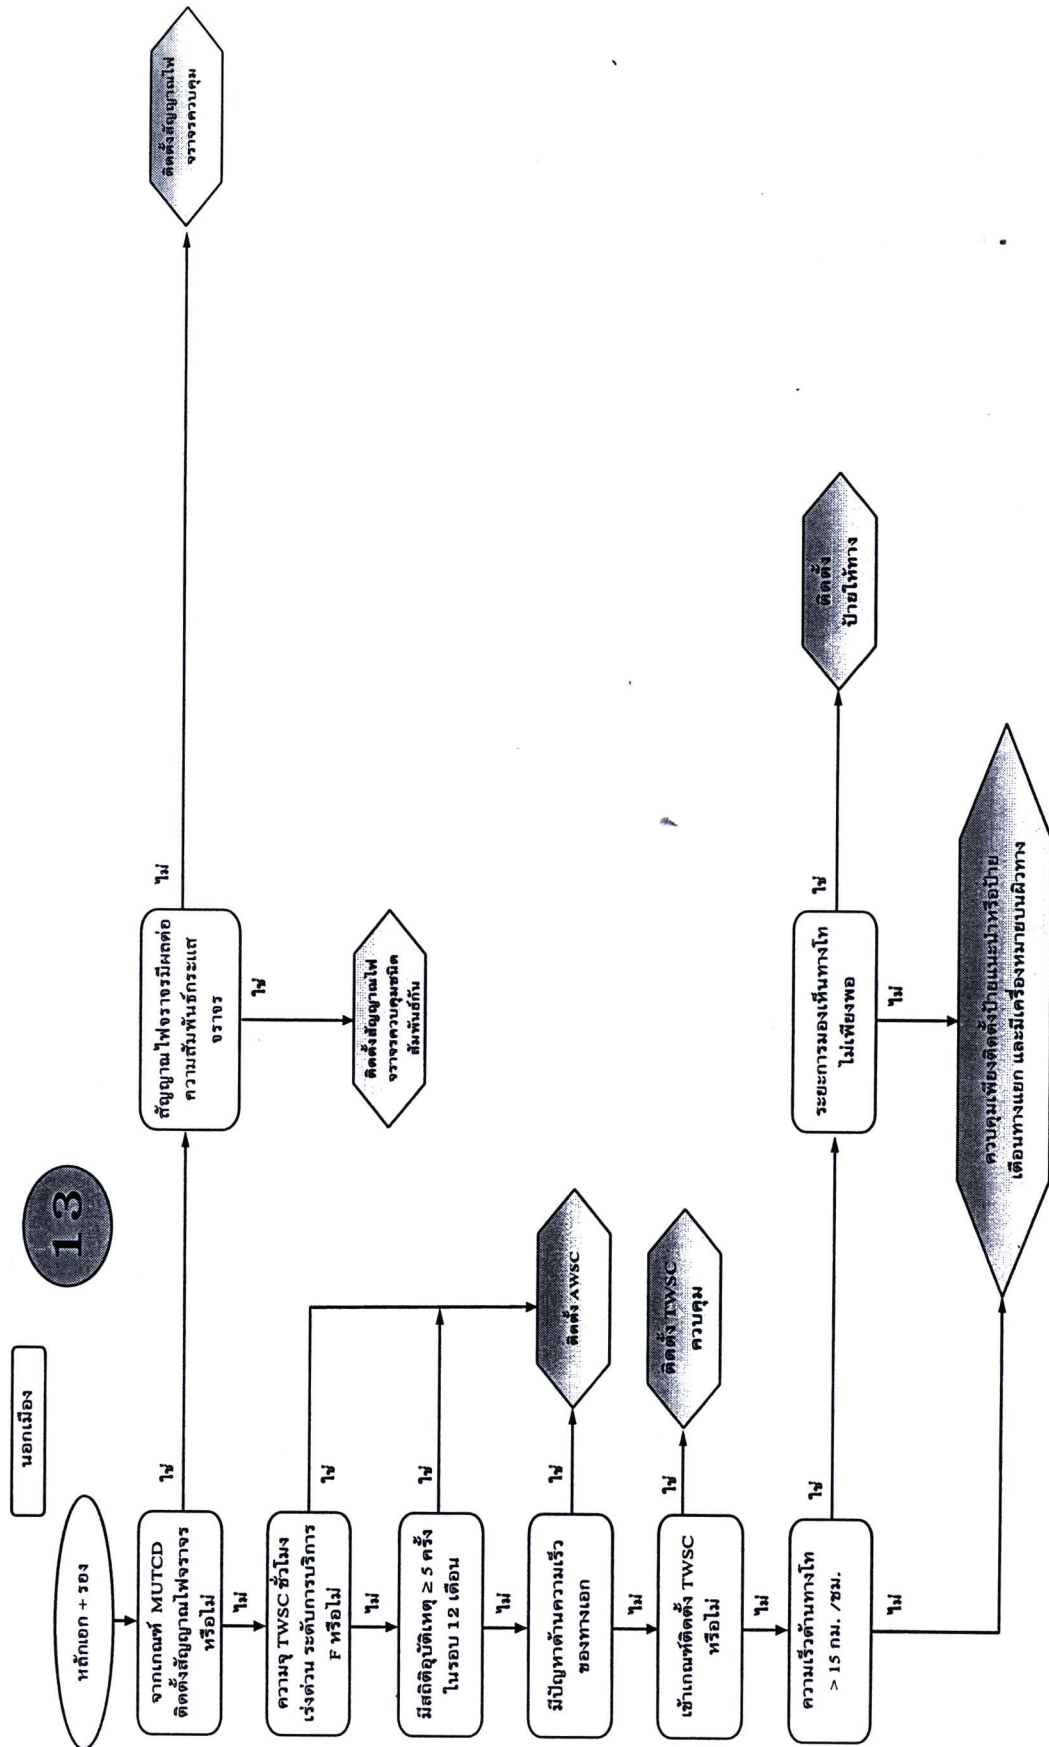 นอกเมือง
13
หลักเอก + รอง
จากเกณฑ์ MUTCD
ติดตั้งสัญญาณไฟจราจร
หรือไม่
ใช่
สัญญาณไฟจราจรมีผลต่อ
ความสัมพันธ์กระแส
จราจร
ไม่
ติดตั้งสัญญาณไฟ
จราจรควบคุม
ใช่
ติดตั้งสัญญาณไฟ
จราจรควบคุมชนิด
สัมพันธ์กัน
ไม่
ความจุ TWSC ชั่วโมง
เร่งด่วน ระดับการบริการ
F หรือไม่
ใช่
ไม่
มีสถิติอุบัติเหตุ ≥ 5 ครั้ง
ในรอบ 12 เดือน
ใช่
ไม่
มีปัญหาด้านความเร็ว
ของทางเอก
ใช่
ติดตั้ง AWSC
ไม่
เข้าเกณฑ์ติดตั้ง TWSC
หรือไม่
ใช่
ติดตั้ง TWSC
ควบคุม
ไม่
ความเร็วด้านทางโท
> 15 กม. /ชม.
ใช่
ระยะการมองเห็นทางโท
ไม่เพียงพอ
ใช่
ติดตั้ง
ป้ายให้ทาง
ไม่
ไม่
ควบคุมเพียงติดตั้งป้ายแนะนำหรือป้าย
เตือนทางแยก และมีเครื่องหมายบนผิวทาง